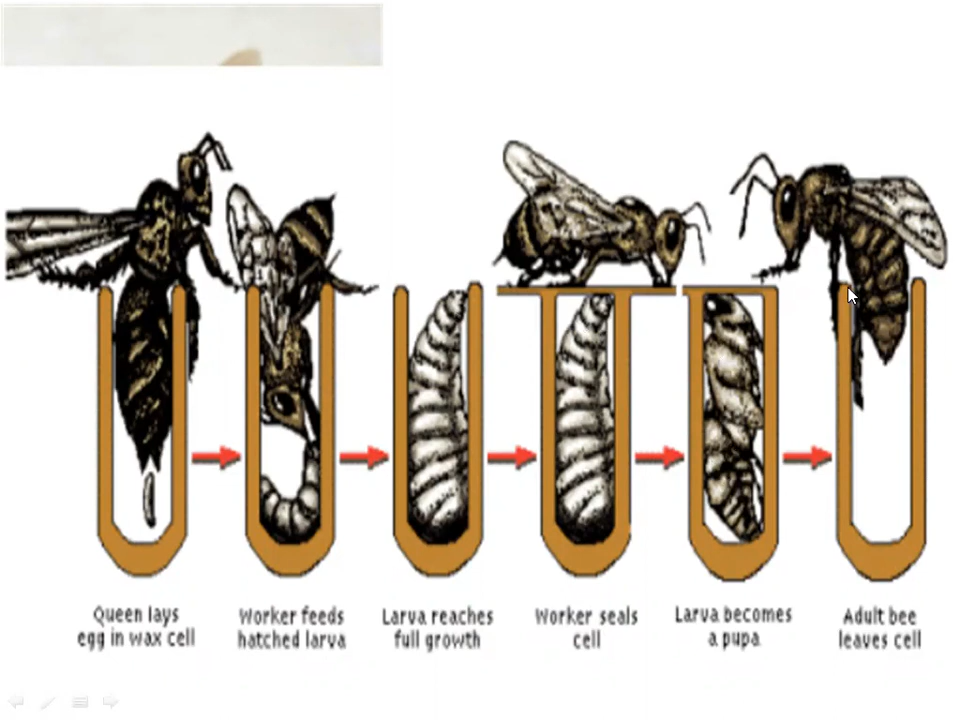 Queen lays
egg in wax cell
Worker feeds
hatched larva
Larva reaches
full growth
Worker seals
cell
Larva becomes
a pupa
Adult bee
leaves cell